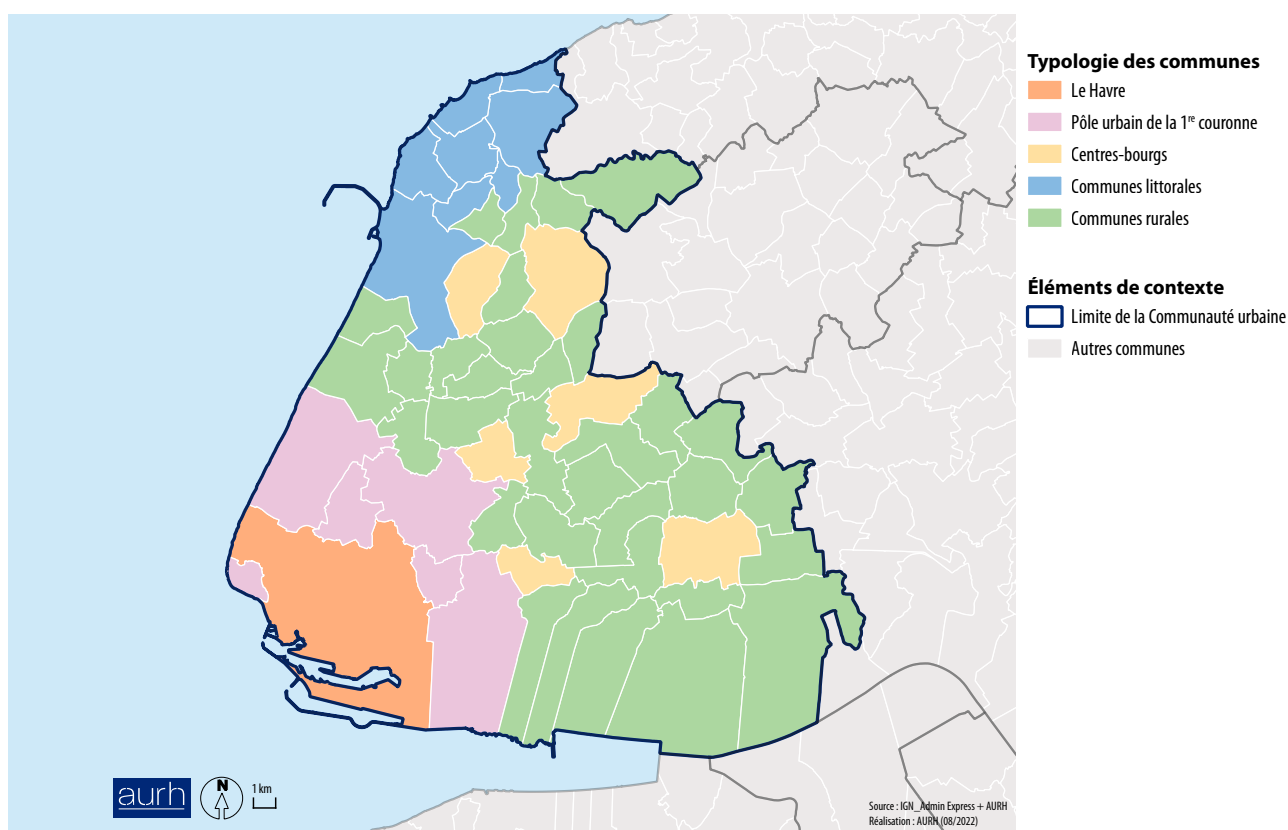 Typologie des communes
Le Havre
Pôle urbain de la 1re couronne
Centres-bourgs
Communes littorales
Communes rurales
Éléments de contexte
Limite de la Communauté urbaine
Autres communes
aurh
N
1 km
Source : IGN_Admin Express + AURH
Réalisation : AURH (08/2022)